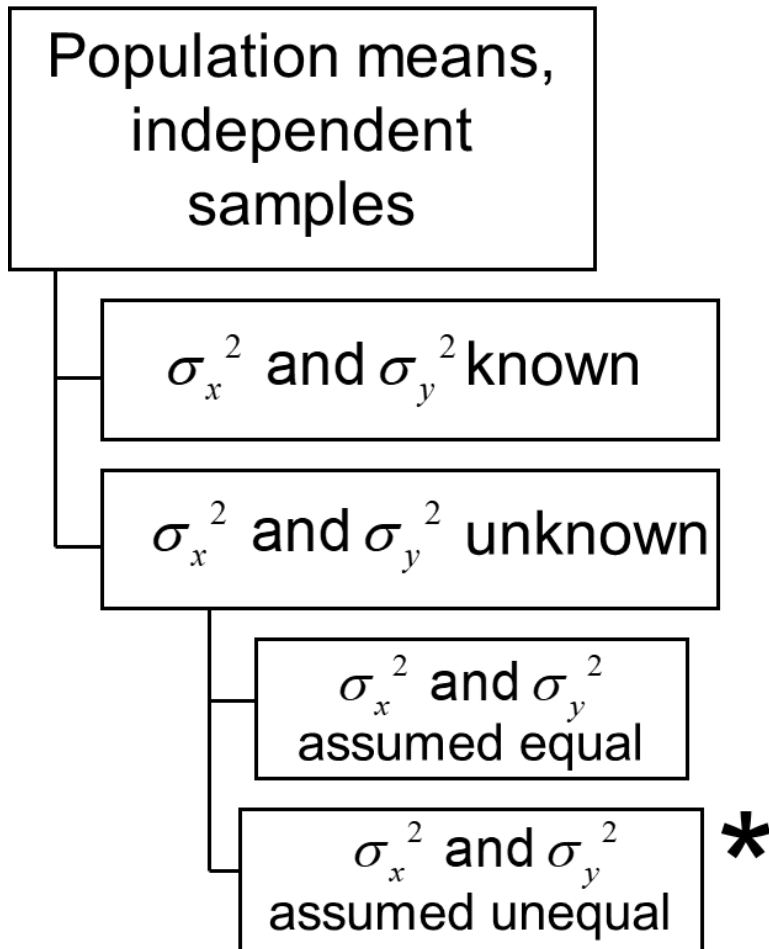 Population means,
independent
samples
σx² and σy² known
σx² and σy² unknown
σx² and σy²
assumed equal
σx² and σy²
assumed unequal
*